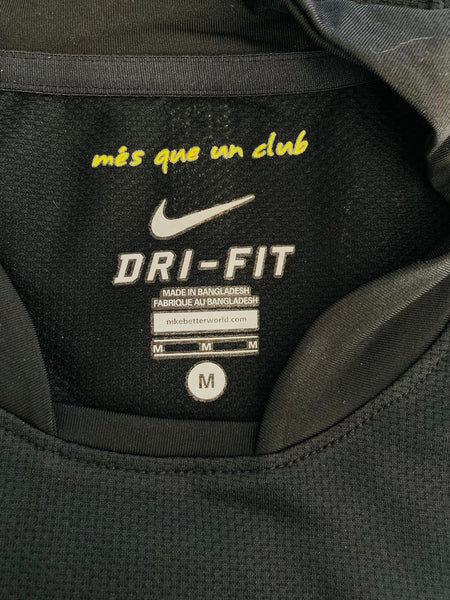 més que un club
DRI-FIT
MADE IN BANGLADESH
FABRIQUE AU BANGLADESH
nikebetterworld.com
M M M
M